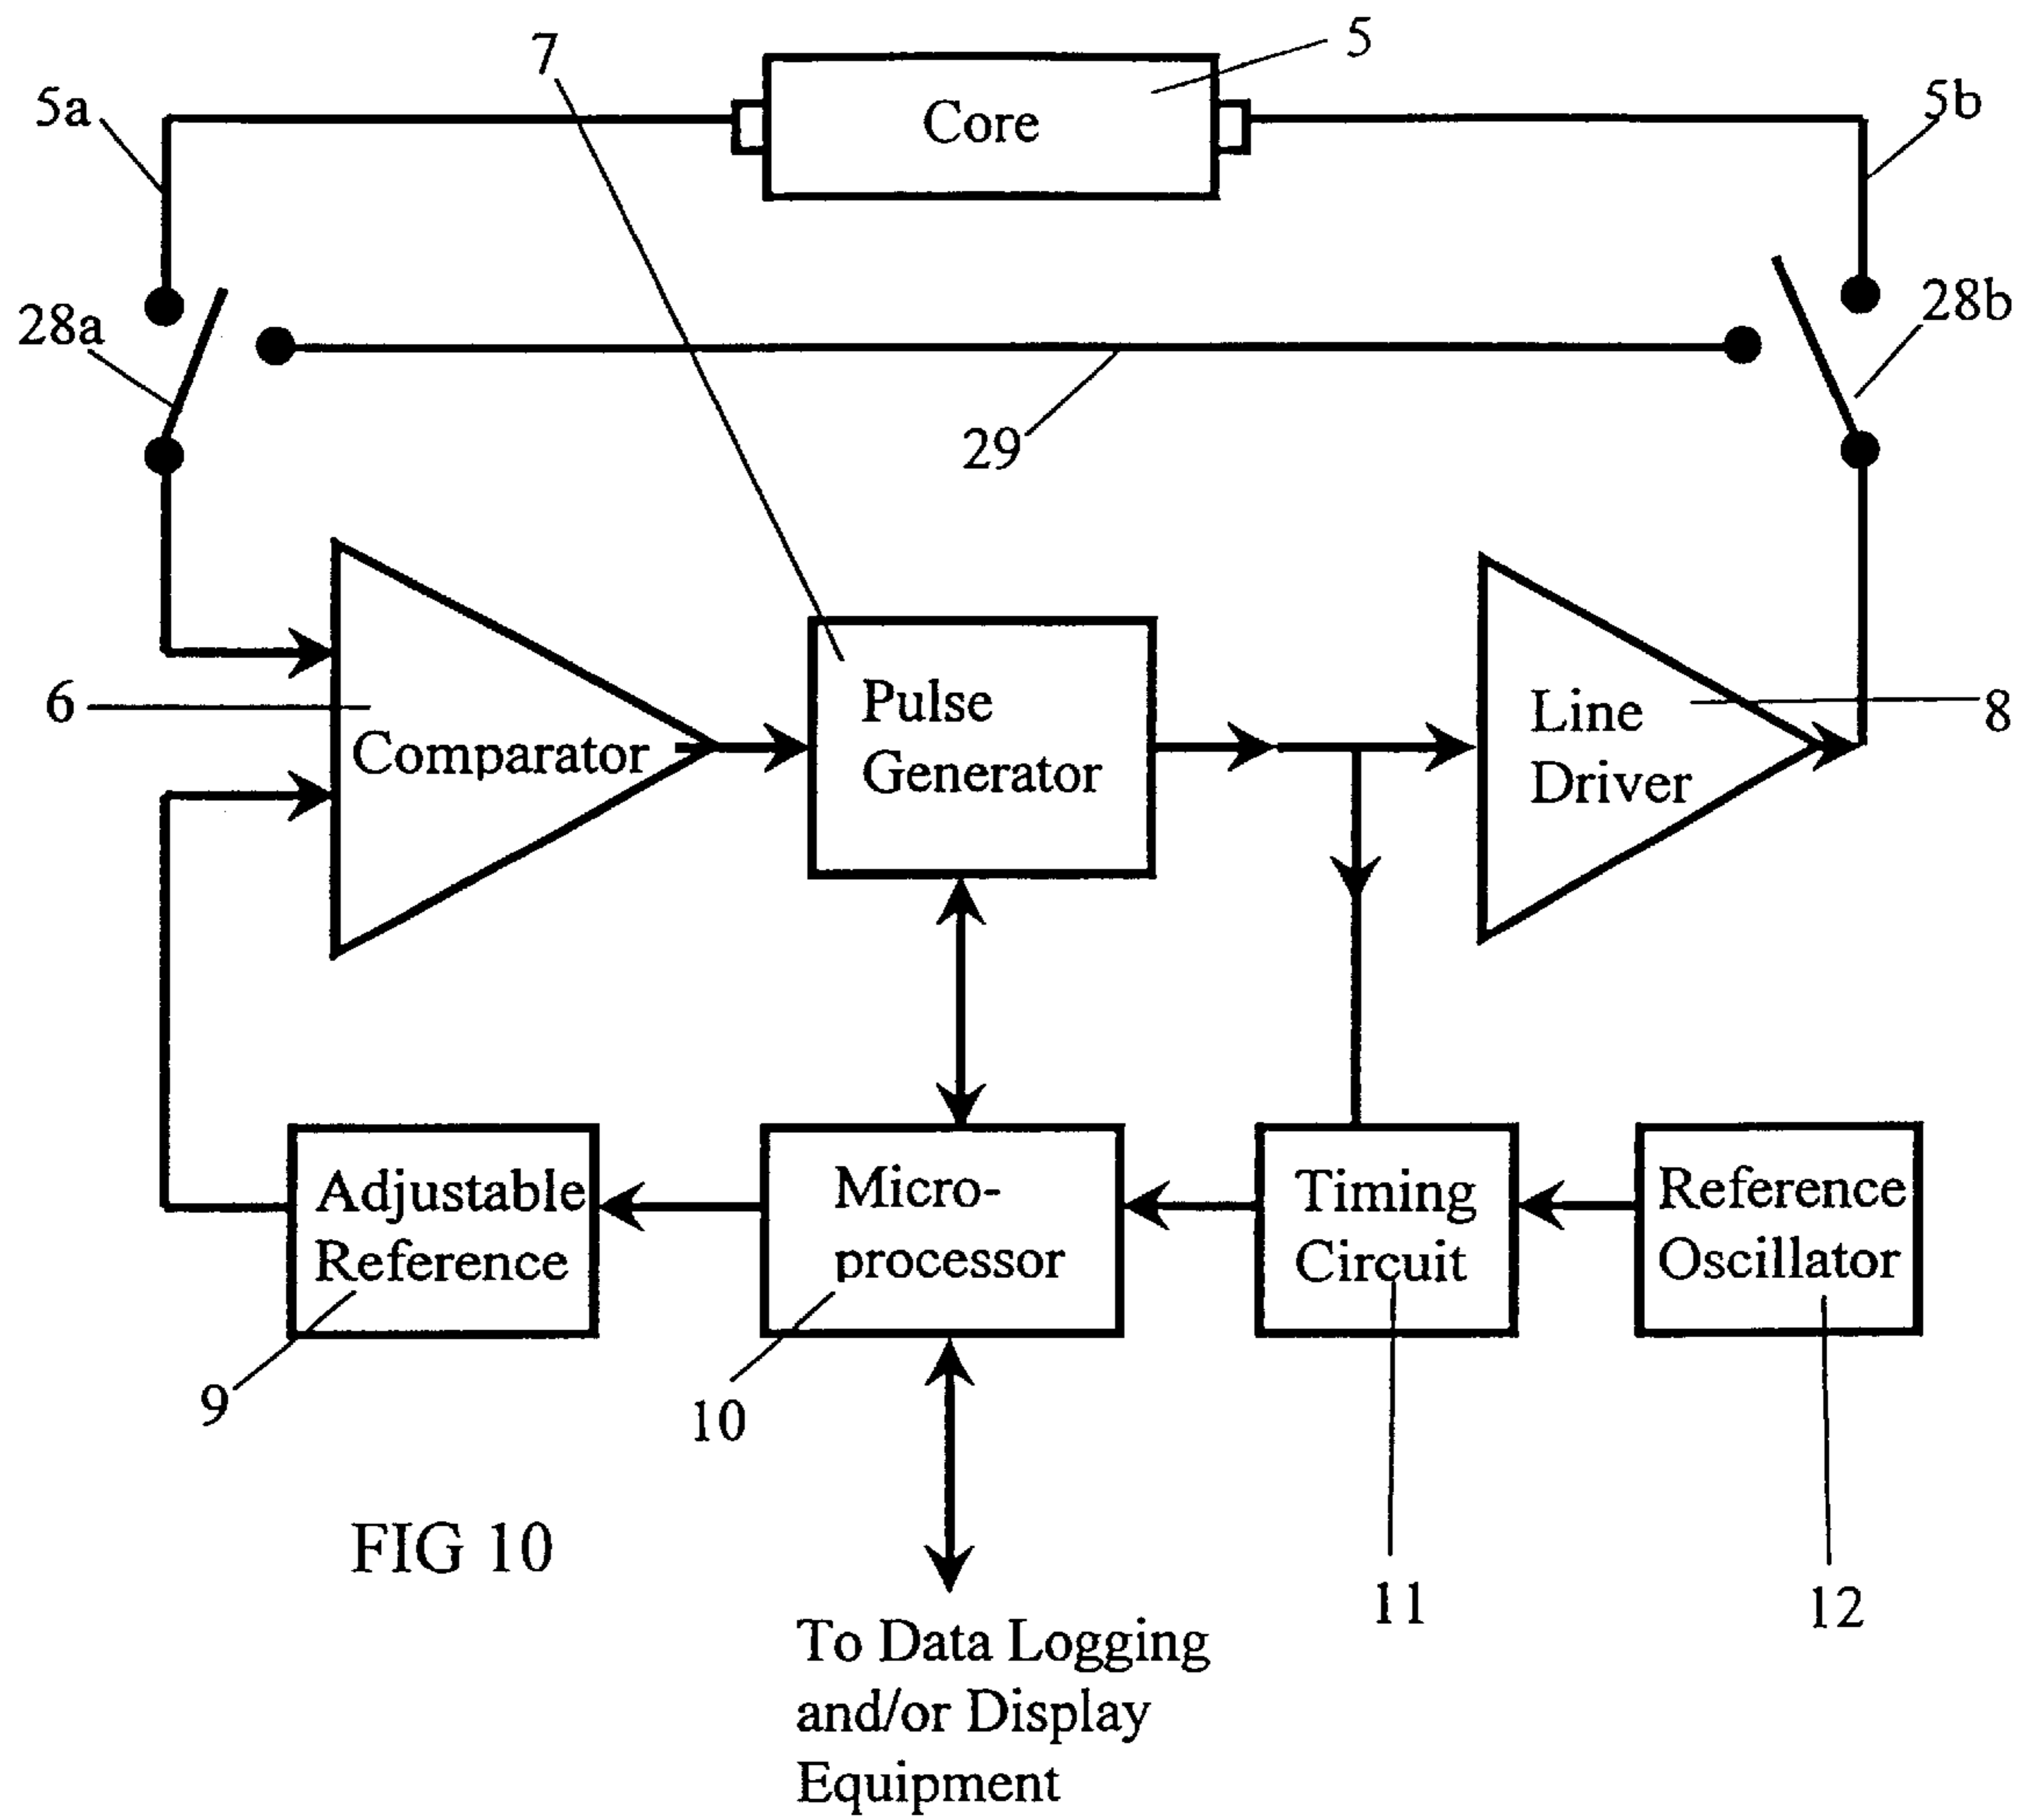 7
5
5a
Core
5b
28a
28b
29
6
Comparator
Pulse
Generator
Line
Driver
8
Adjustable
Reference
Micro-
processor
Timing
Circuit
Reference
Oscillator
9
10
11
12
FIG 10
To Data Logging
and/or Display
Equipment